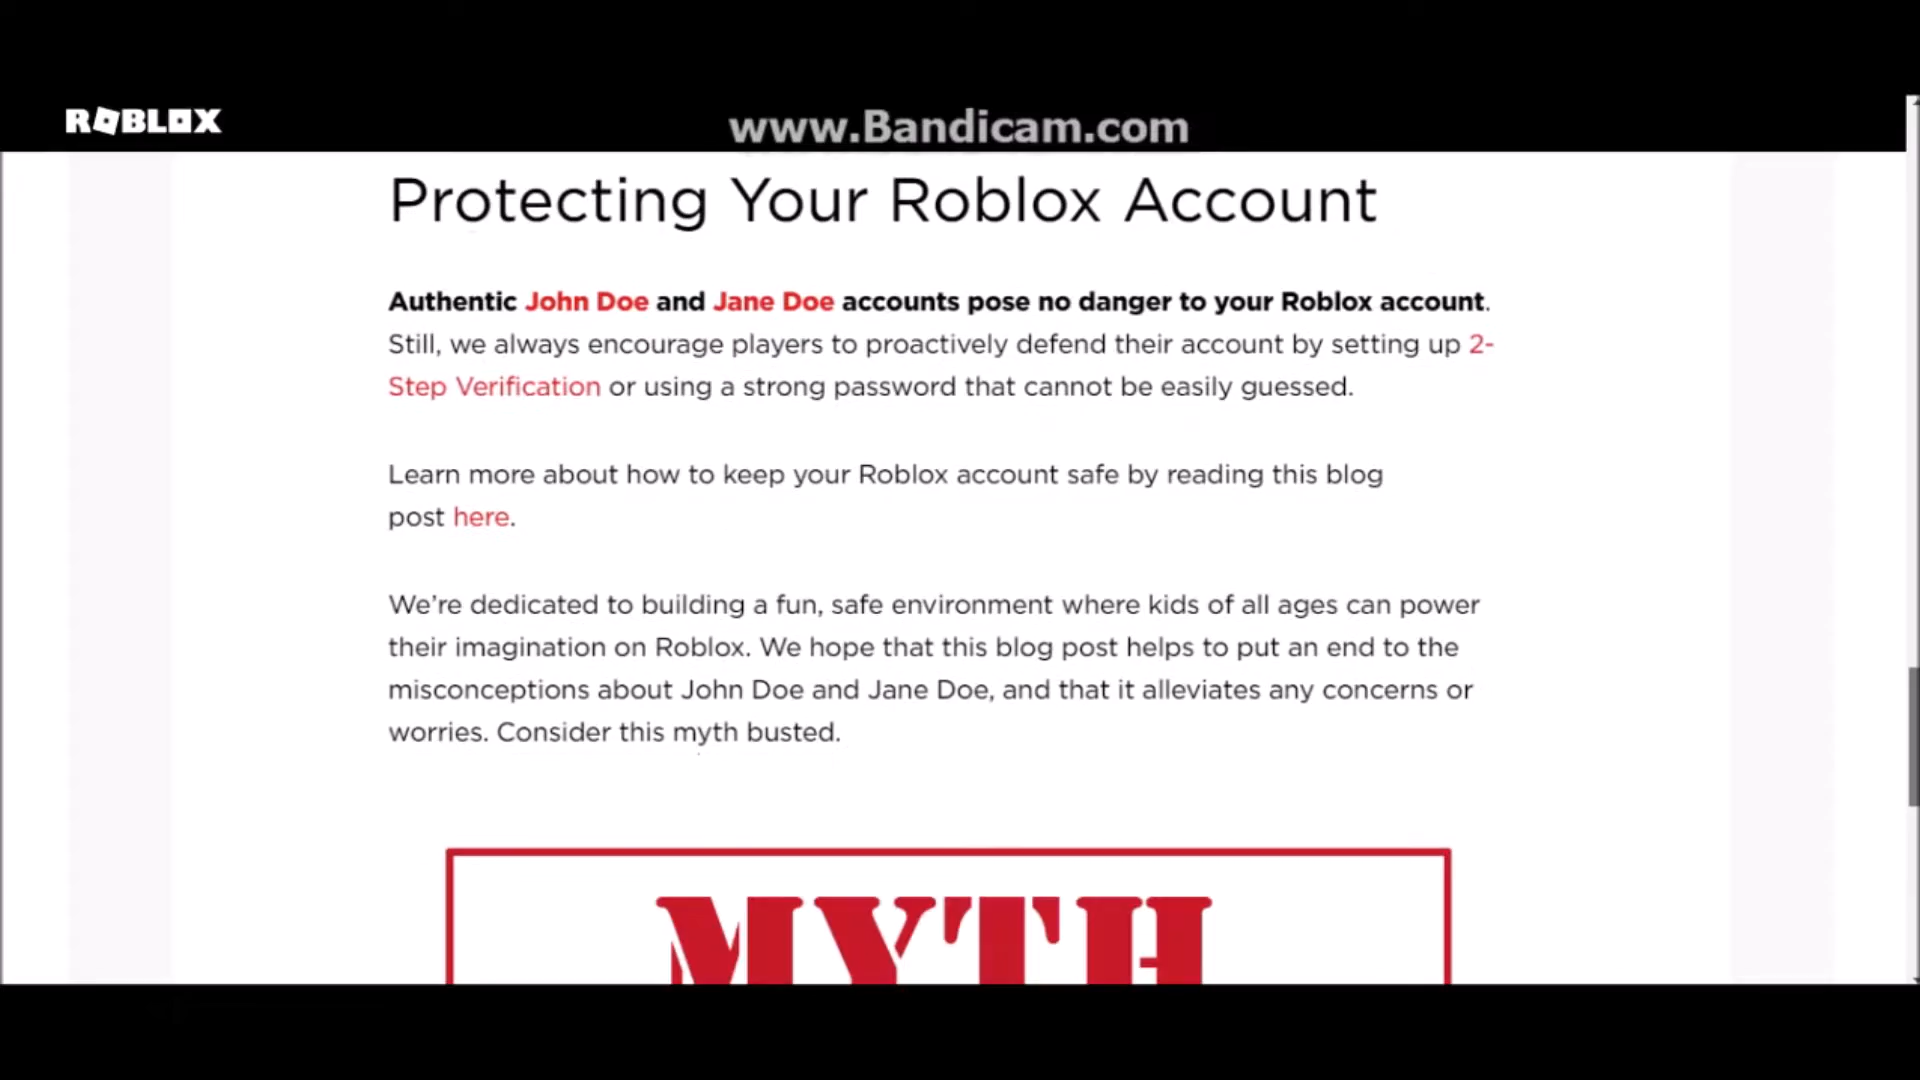 ROBLOX
www.Bandicam.com
Protecting Your Roblox Account
Authentic John Doe and Jane Doe accounts pose no danger to your Roblox account.
Still, we always encourage players to proactively defend their account by setting up 2-
Step Verification or using a strong password that cannot be easily guessed.
Learn more about how to keep your Roblox account safe by reading this blog
post here.
We’re dedicated to building a fun, safe environment where kids of all ages can power
their imagination on Roblox. We hope that this blog post helps to put an end to the
misconceptions about John Doe and Jane Doe, and that it alleviates any concerns or
worries. Consider this myth busted.
MYTH